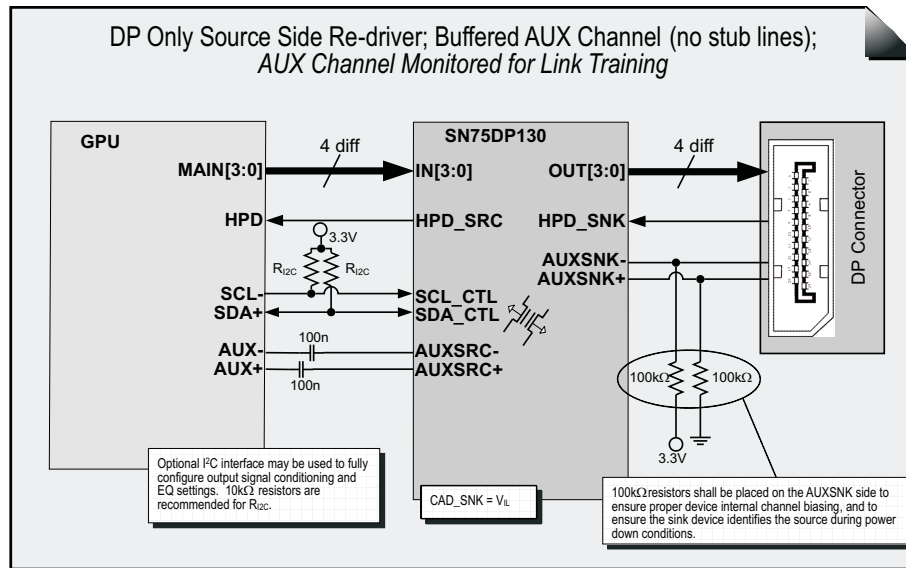 DP Only Source Side Re-driver; Buffered AUX Channel (no stub lines);
AUX Channel Monitored for Link Training
GPU
SN75DP130
4 diff
4 diff
MAIN[3:0]
IN[3:0]
OUT[3:0]
HPD
HPD_SRC
HPD_SNK
3.3V
RI2C
RI2C
AUXSNK-
AUXSNK+
DP Connector
SCL-
SCL_CTL
SDA+
SDA_CTL
100n
AUX-
AUXSRC-
AUX+
AUXSRC+
100n
100kΩ
100kΩ
3.3V
Optional I²C interface may be used to fully
configure output signal conditioning and
EQ settings. 10kΩ resistors are
recommended for RI2C.
CAD_SNK = VIL
100kΩ resistors shall be placed on the AUXSNK side to
ensure proper device internal channel biasing, and to
ensure the sink device identifies the source during power
down conditions.